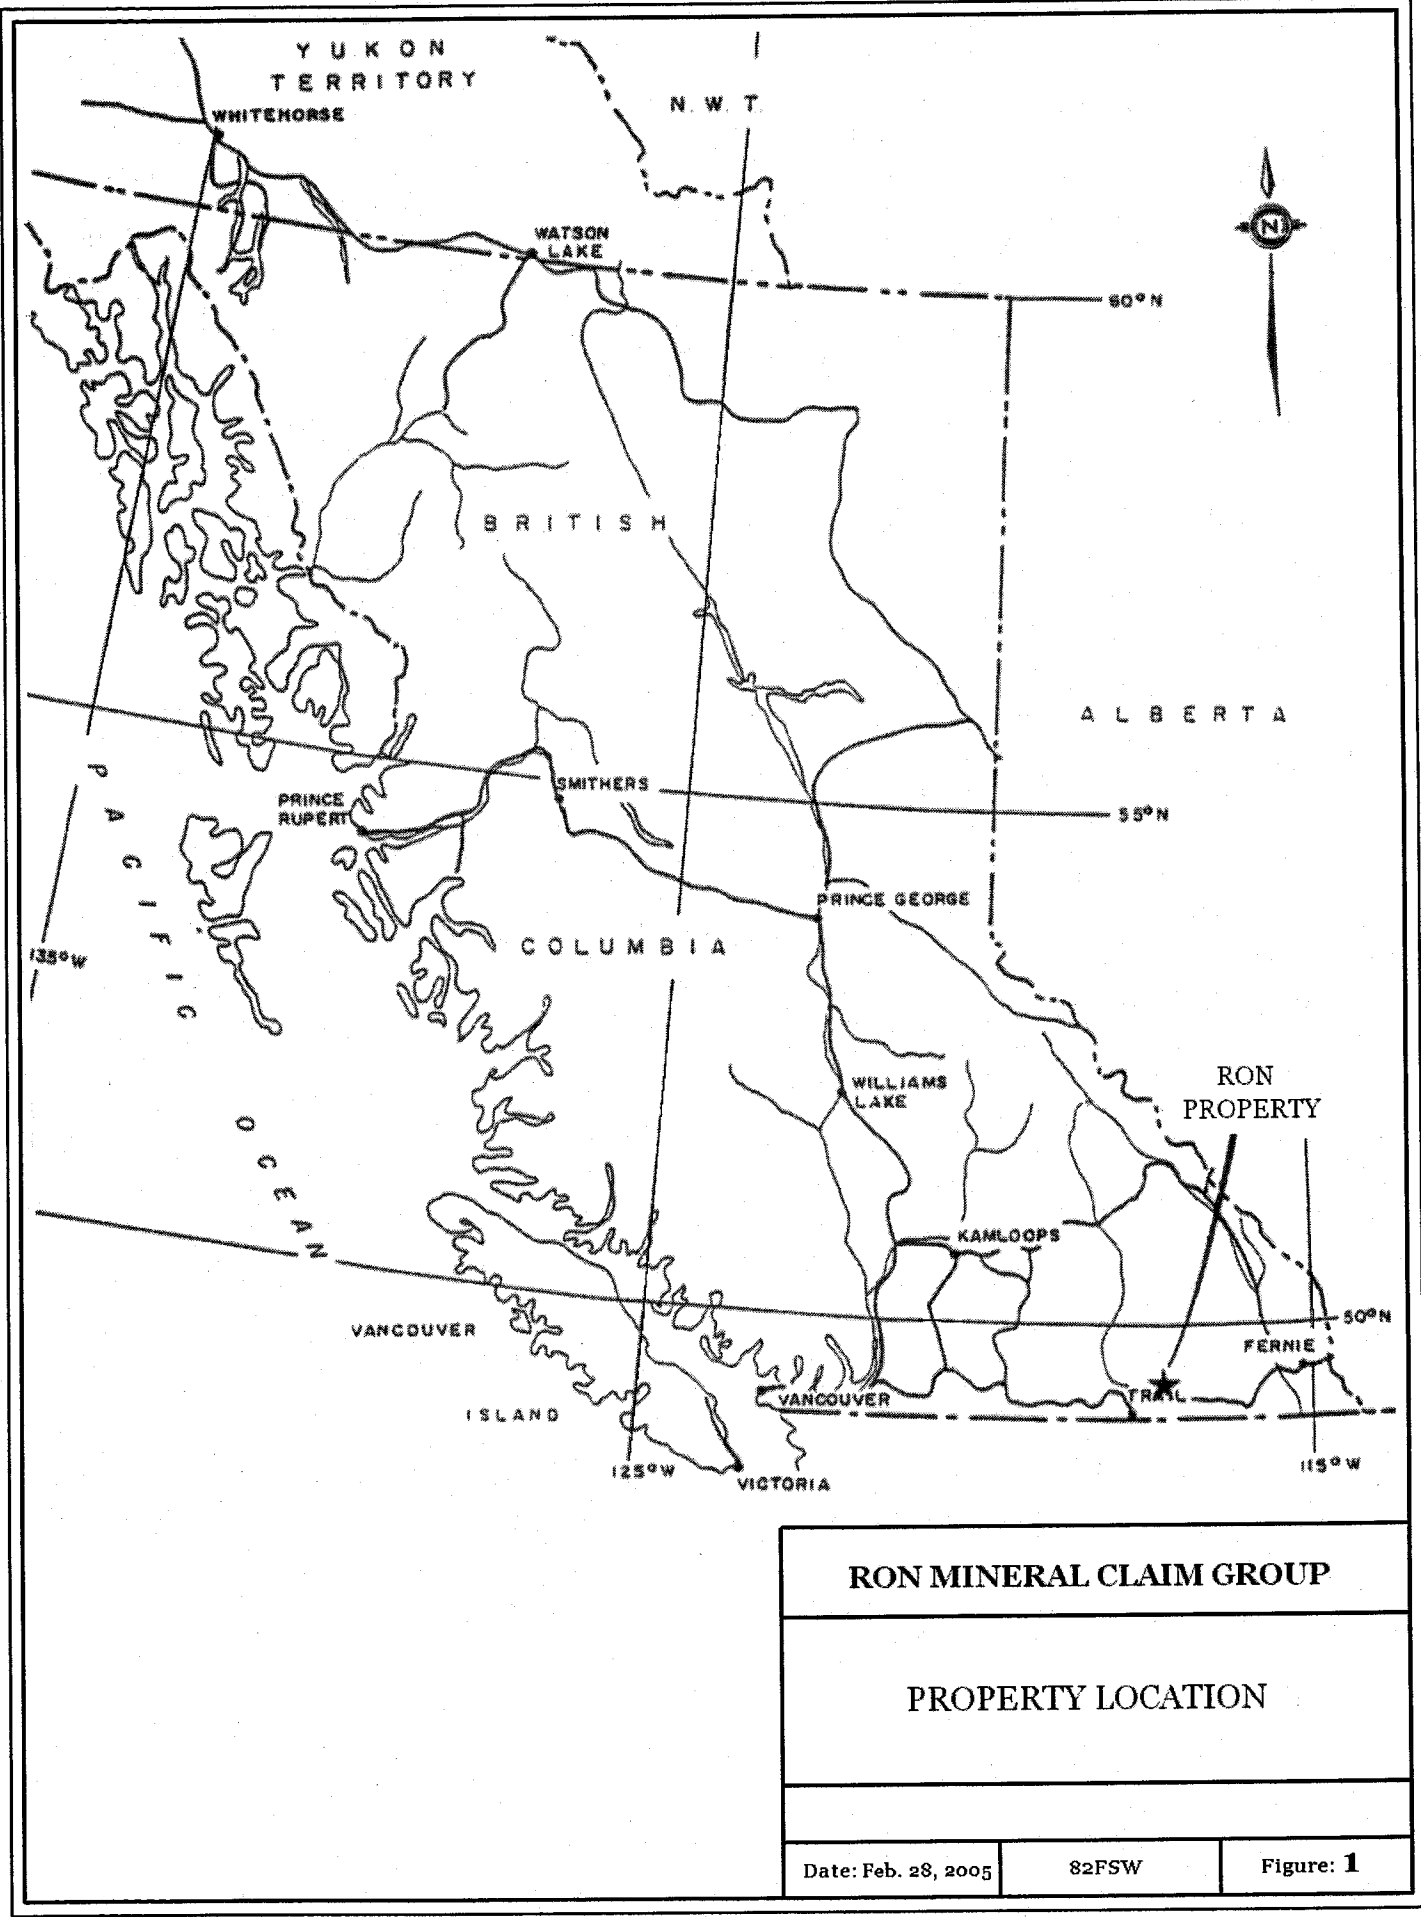 YUKON
TERRITORY
N.W.T.
WHITEHORSE
N
WATSON
LAKE
60° N
BRITISH
ALBERTA
SMITHERS
PRINCE
RUPERT
55° N
PRINCE GEORGE
COLUMBIA
135° W
PACIFIC
OCEAN
WILLIAMS
LAKE
RON
PROPERTY
KAMLOOPS
50° N
VANCOUVER
FERNIE
TRAIL
VANCOUVER
ISLAND
125° W
115° W
VICTORIA
RON MINERAL CLAIM GROUP
PROPERTY LOCATION
Date: Feb. 28, 2005
82FSW
Figure: 1